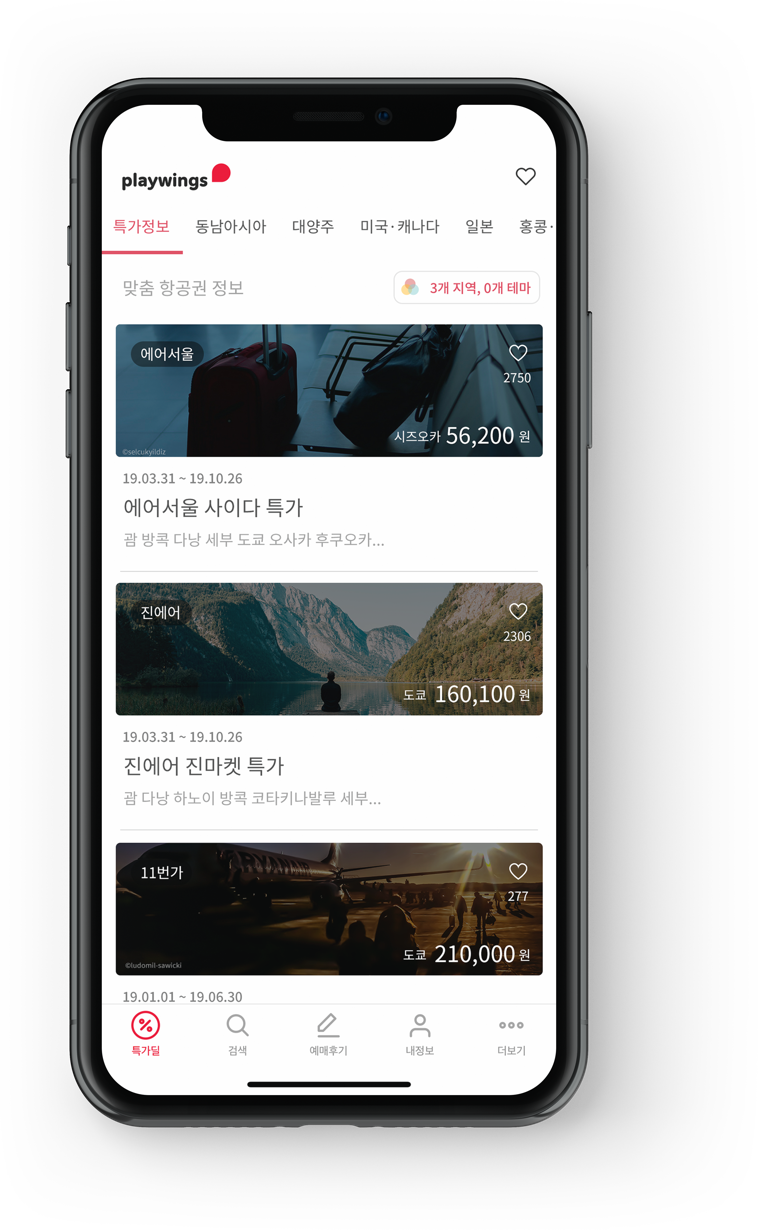 playwings
특가정보 동남아시아 대양주 미국·캐나다 일본 홍콩·
맞춤 항공권 정보
3개 지역, 0개 테마
에어서울
2750
시즈오카 56,200 원
©selcukyildiz
19.03.31 ~ 19.10.26
에어서울 사이다 특가
괌 방콕 다낭 세부 도쿄 오사카 후쿠오카...
진에어
2306
도쿄 160,100 원
19.03.31 ~ 19.10.26
진에어 진마켓 특가
괌 다낭 하노이 방콕 코타키나발루 세부...
RYANAIR
11번가
277
도쿄 210,000 원
©ludomil-sawicki
19.01.01 ~ 19.06.30
특가딜 검색 예매후기 내정보 더보기